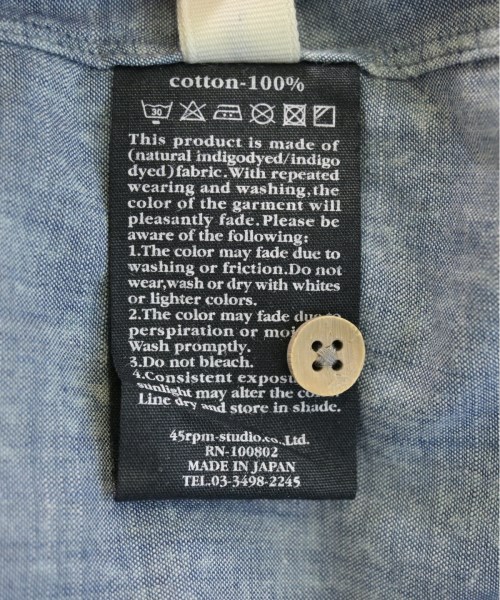 cotton-100%
30
This product is made of
(natural indigodyed/indigo
dyed)fabric.With repeated
wearing and washing,the
color of the garment will
pleasantly fade.Please be
aware of the following:
1.The color may fade due to
washing or friction.Do not
wear,wash or dry with whites
or lighter colors.
2.The color may fade due to
perspiration or moi
Wash promptly.
3.Do not bleach.
4.Consistent expos
sunlight may alter the co
Line dry and store in shade.
45rpm-studio.co.,Ltd.
RN-100802
MADE IN JAPAN
TEL.03-3498-2245